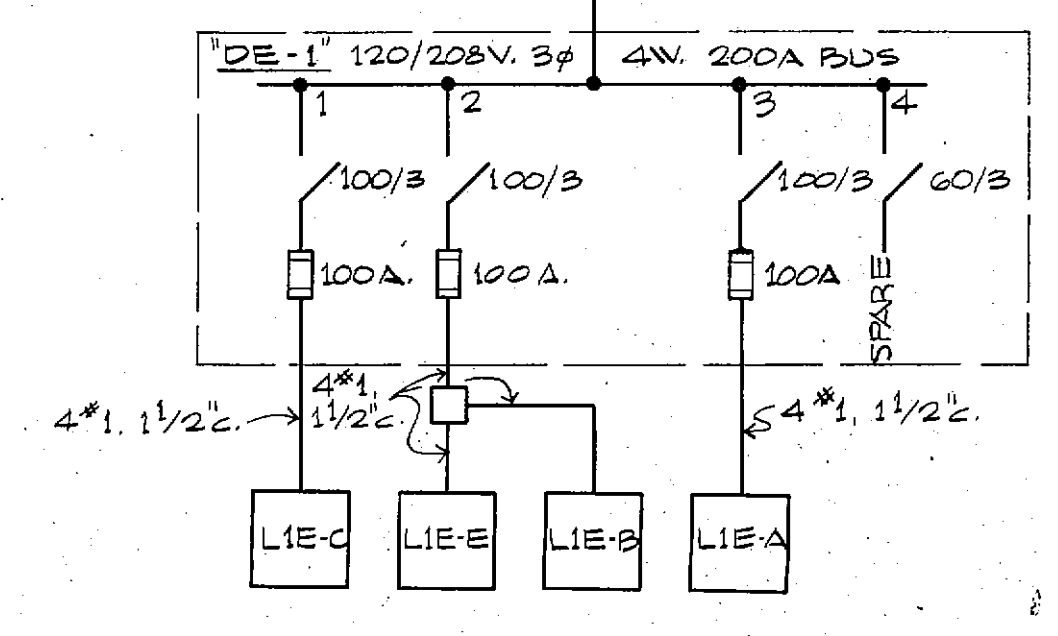 "DE-1" 120/208V. 3ϕ 4W. 200A BUS
1
2
3
4
100/3
100/3
100/3
60/3
100A.
100A.
100A
SPARE
4#1, 1 1/2"c.
4#1,
1 1/2"c.
4#1, 1 1/2"c.
L1E-C
L1E-E
L1E-B
L1E-A